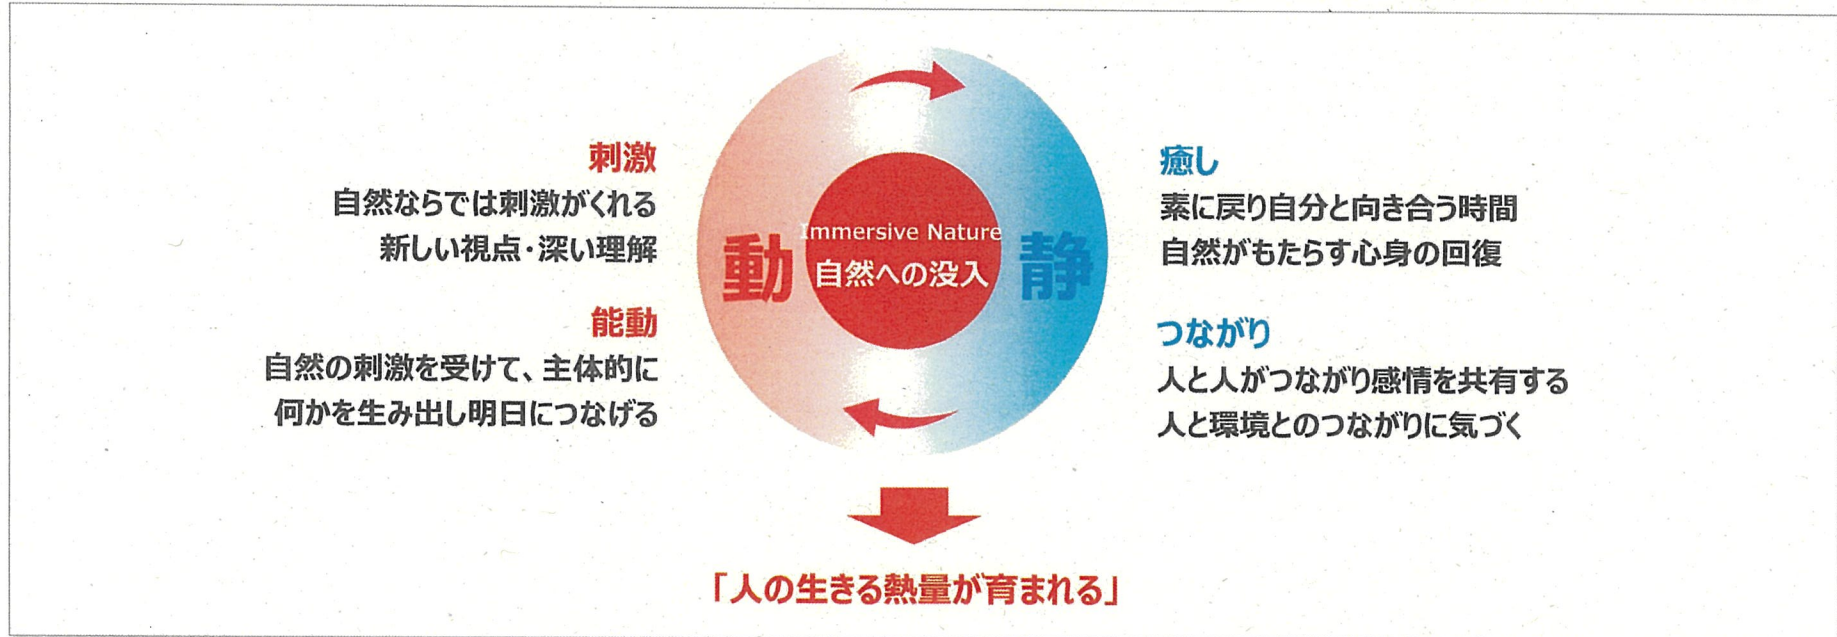 刺激
自然ならでは刺激がくれる
新しい視点・深い理解
能動
自然の刺激を受けて、主体的に
何かを生み出し明日につなげる
動
Immersive Nature
自然への没入
静
癒し
素に戻り自分と向き合う時間
自然がもたらす心身の回復
つながり
人と人がつながり感情を共有する
人と環境とのつながりに気づく
「人の生きる熱量が育まれる」